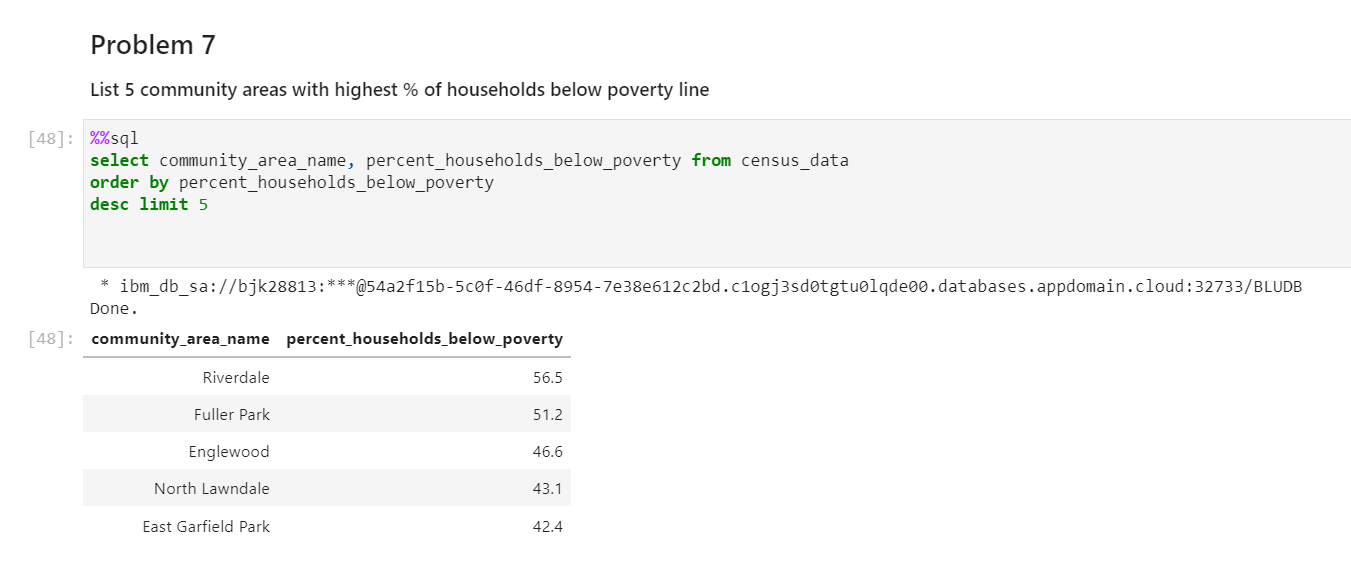 Problem 7
List 5 community areas with highest % of households below poverty line
[48]: %%sql
select community_area_name, percent_households_below_poverty from census_data
order by percent_households_below_poverty
desc limit 5
* ibm_db_sa://bjk28813:***@54a2f15b-5c0f-46df-8954-7e38e612c2bd.c1ogj3sd0tgtu0lqde00.databases.appdomain.cloud:32733/BLUDB
Done.
[48]: community_area_name percent_households_below_poverty
Riverdale 56.5
Fuller Park 51.2
Englewood 46.6
North Lawndale 43.1
East Garfield Park 42.4